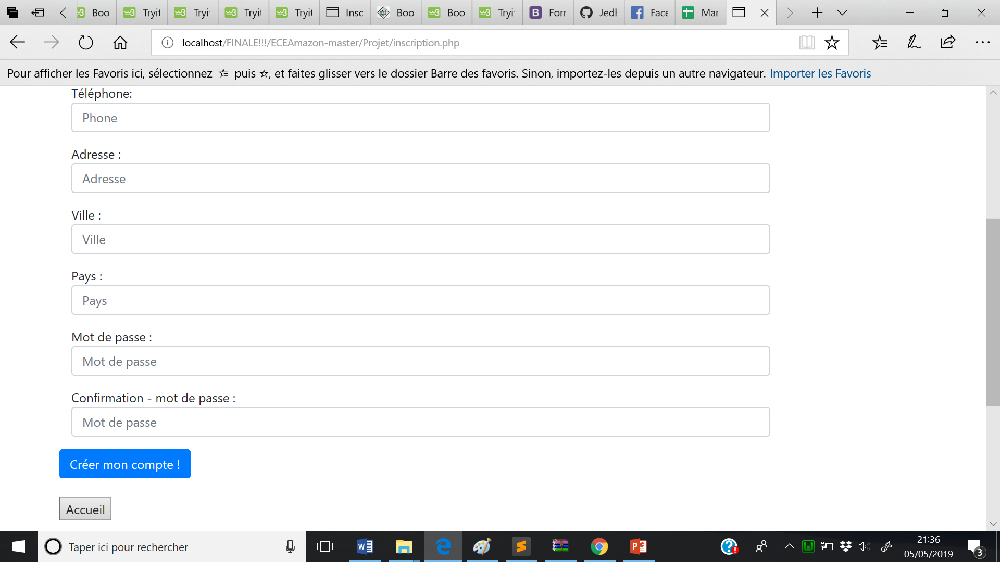 Boo
Tryit
Tryit
Tryit
Tryit
Insc
Boo
Boo
Tryit
Forr
Jedl
Face
Mar
localhost/FINALE!!!/ECEAmazon-master/Projet/inscription.php
Pour afficher les Favoris ici, sélectionnez puis ☆, et faites glisser vers le dossier Barre des favoris. Sinon, importez-les depuis un autre navigateur. Importer les Favoris
Téléphone:
Phone
Adresse :
Adresse
Ville :
Ville
Pays :
Pays
Mot de passe :
Mot de passe
Confirmation - mot de passe :
Mot de passe
Créer mon compte !
Accueil
Taper ici pour rechercher
21:36
05/05/2019
3